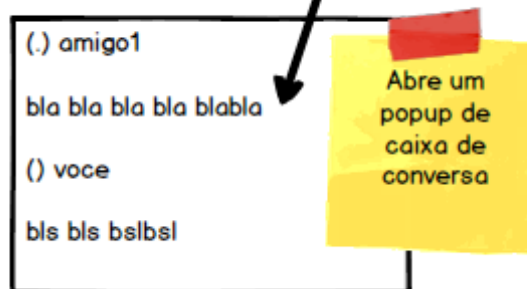 (.) amigo1
bla bla bla bla blabla
() voce
bls bls bslbsl
Abre um
popup de
caixa de
conversa